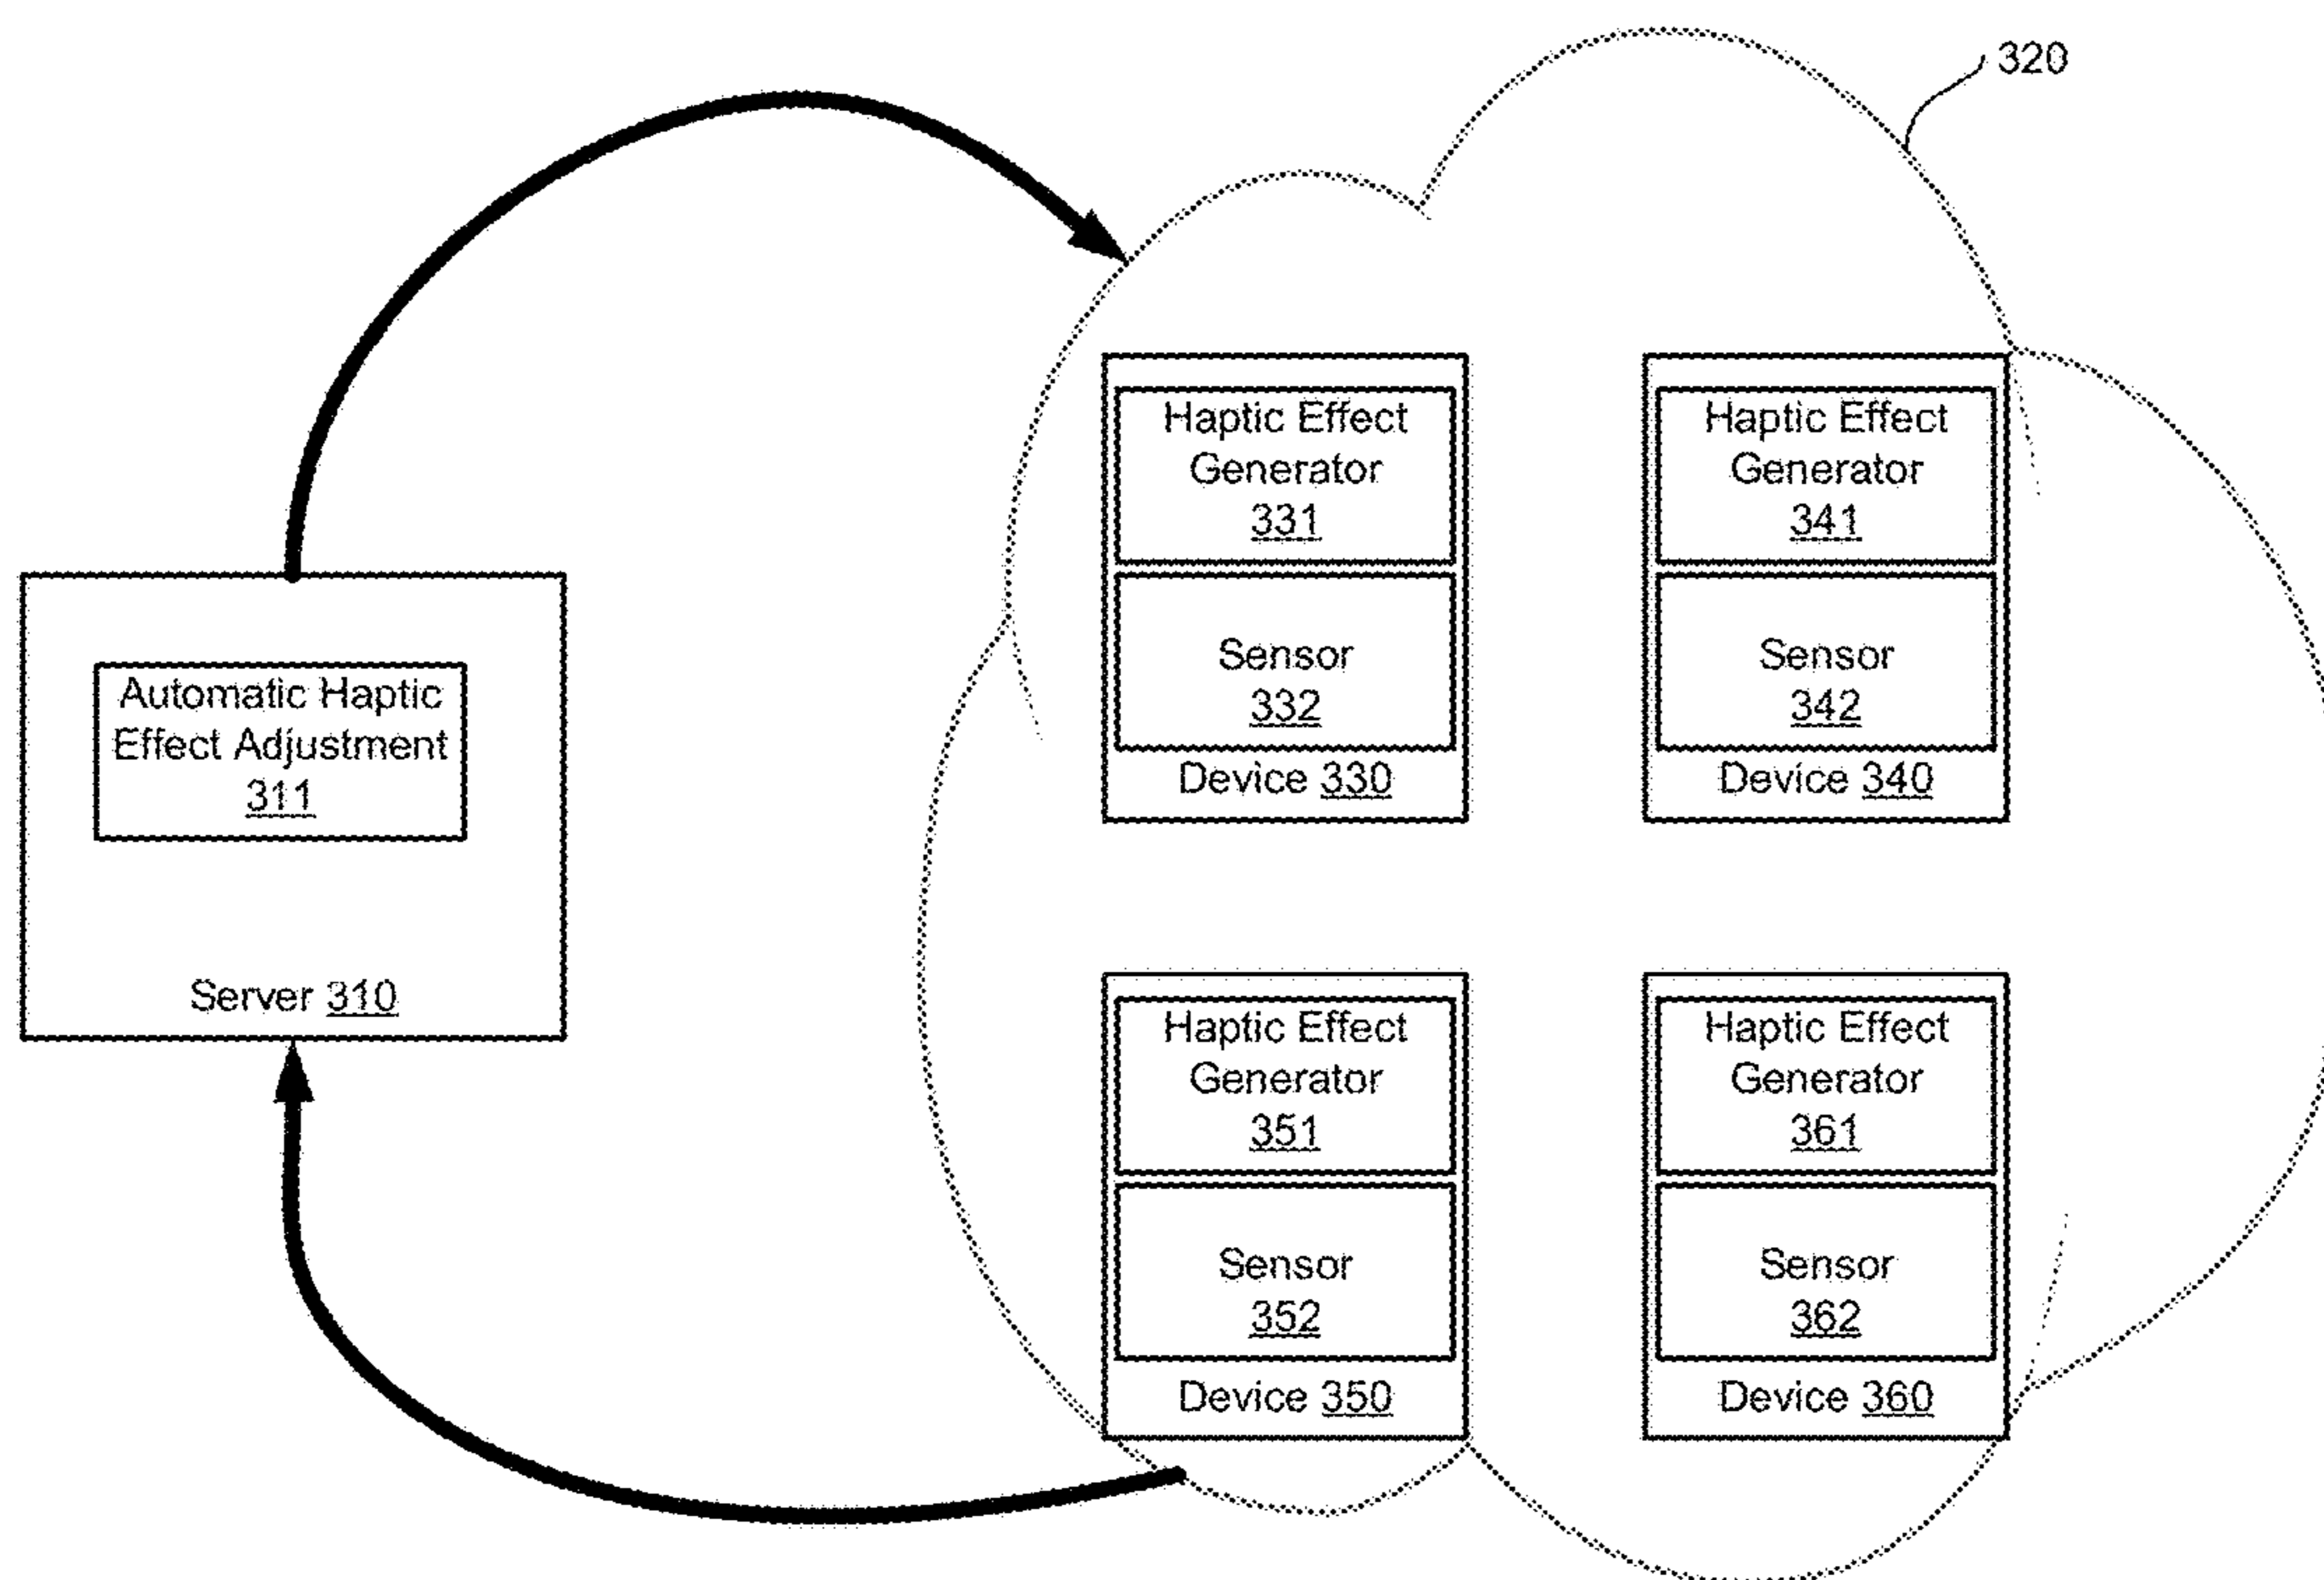 320
Haptic Effect
Generator
331
Sensor
332
Device 330
Haptic Effect
Generator
341
Sensor
342
Device 340
Automatic Haptic
Effect Adjustment
311
Server 310
Haptic Effect
Generator
351
Sensor
352
Device 350
Haptic Effect
Generator
361
Sensor
362
Device 360